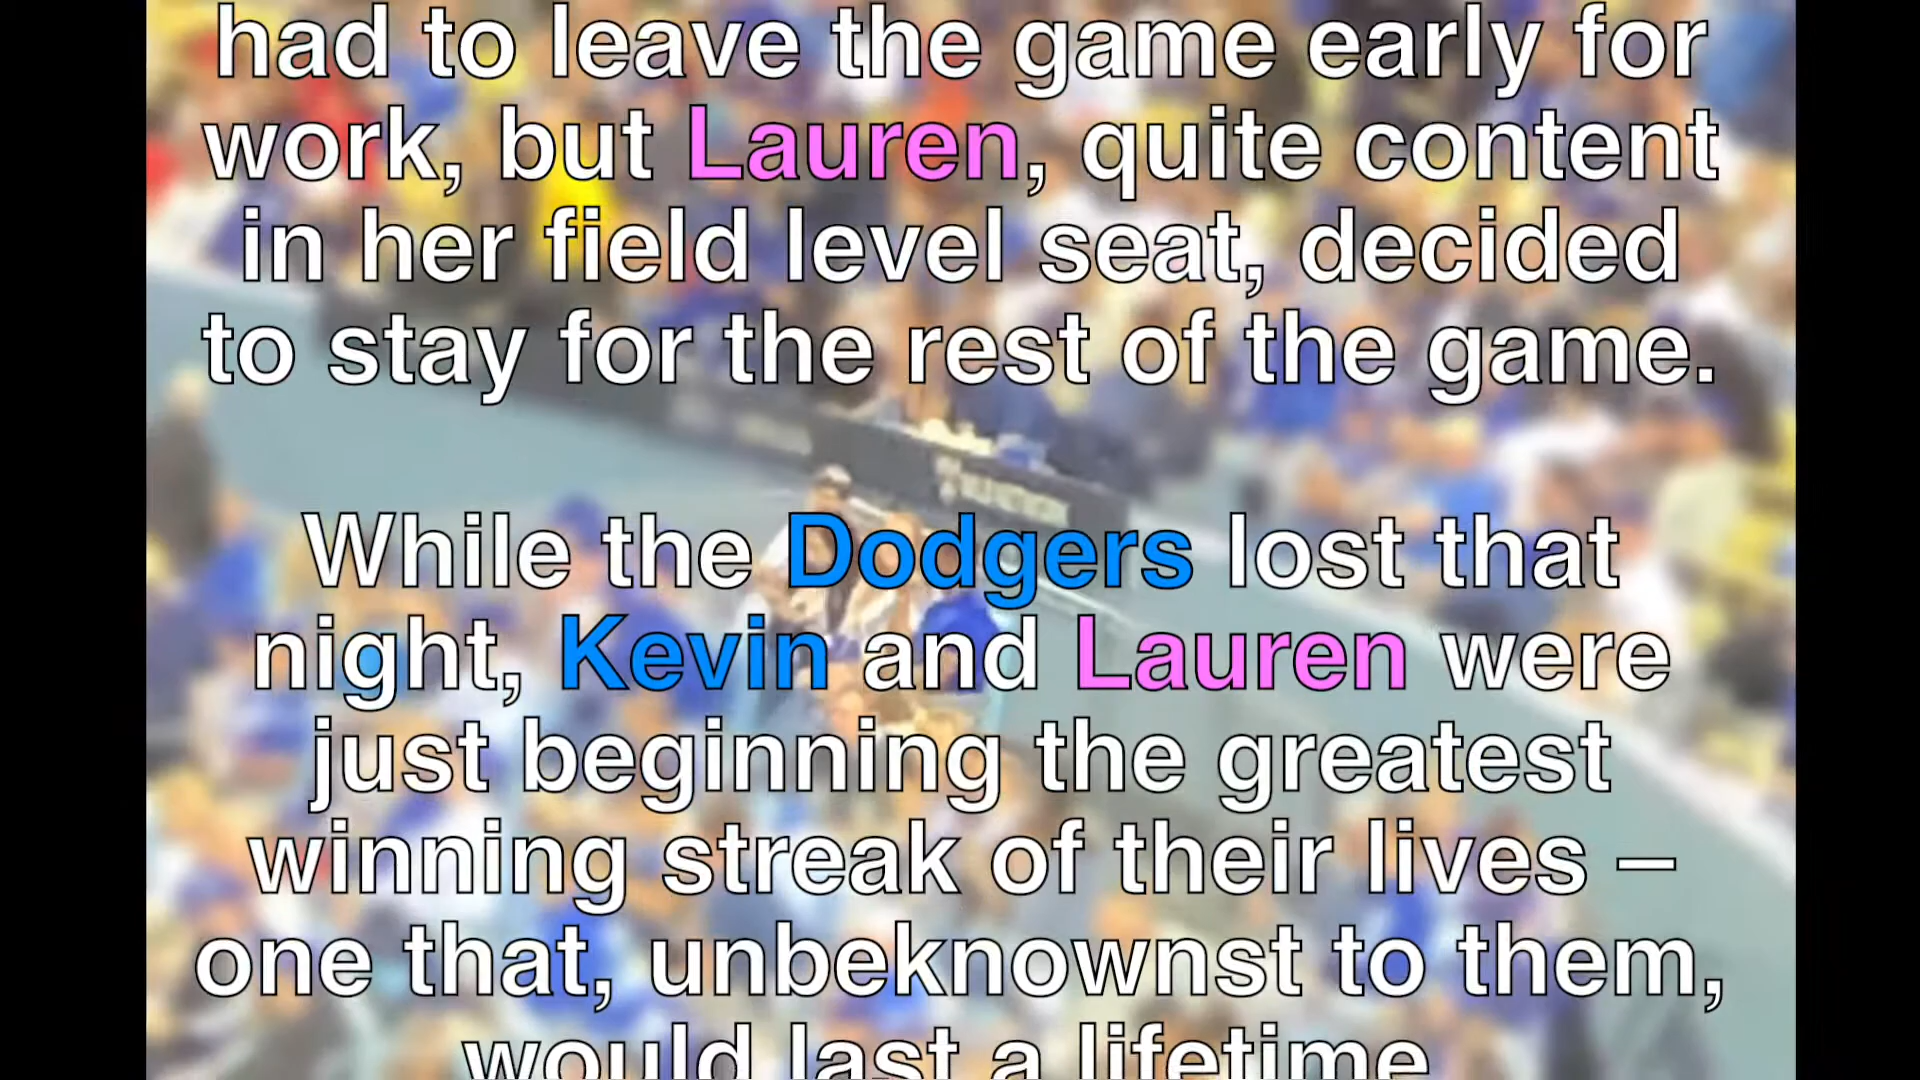 had to leave the game early for
work, but Lauren, quite content
in her field level seat, decided
to stay for the rest of the game.
While the Dodgers lost that
night, Kevin and Lauren were
just beginning the greatest
winning streak of their lives –
one that, unbeknownst to them,
would last a lifetime